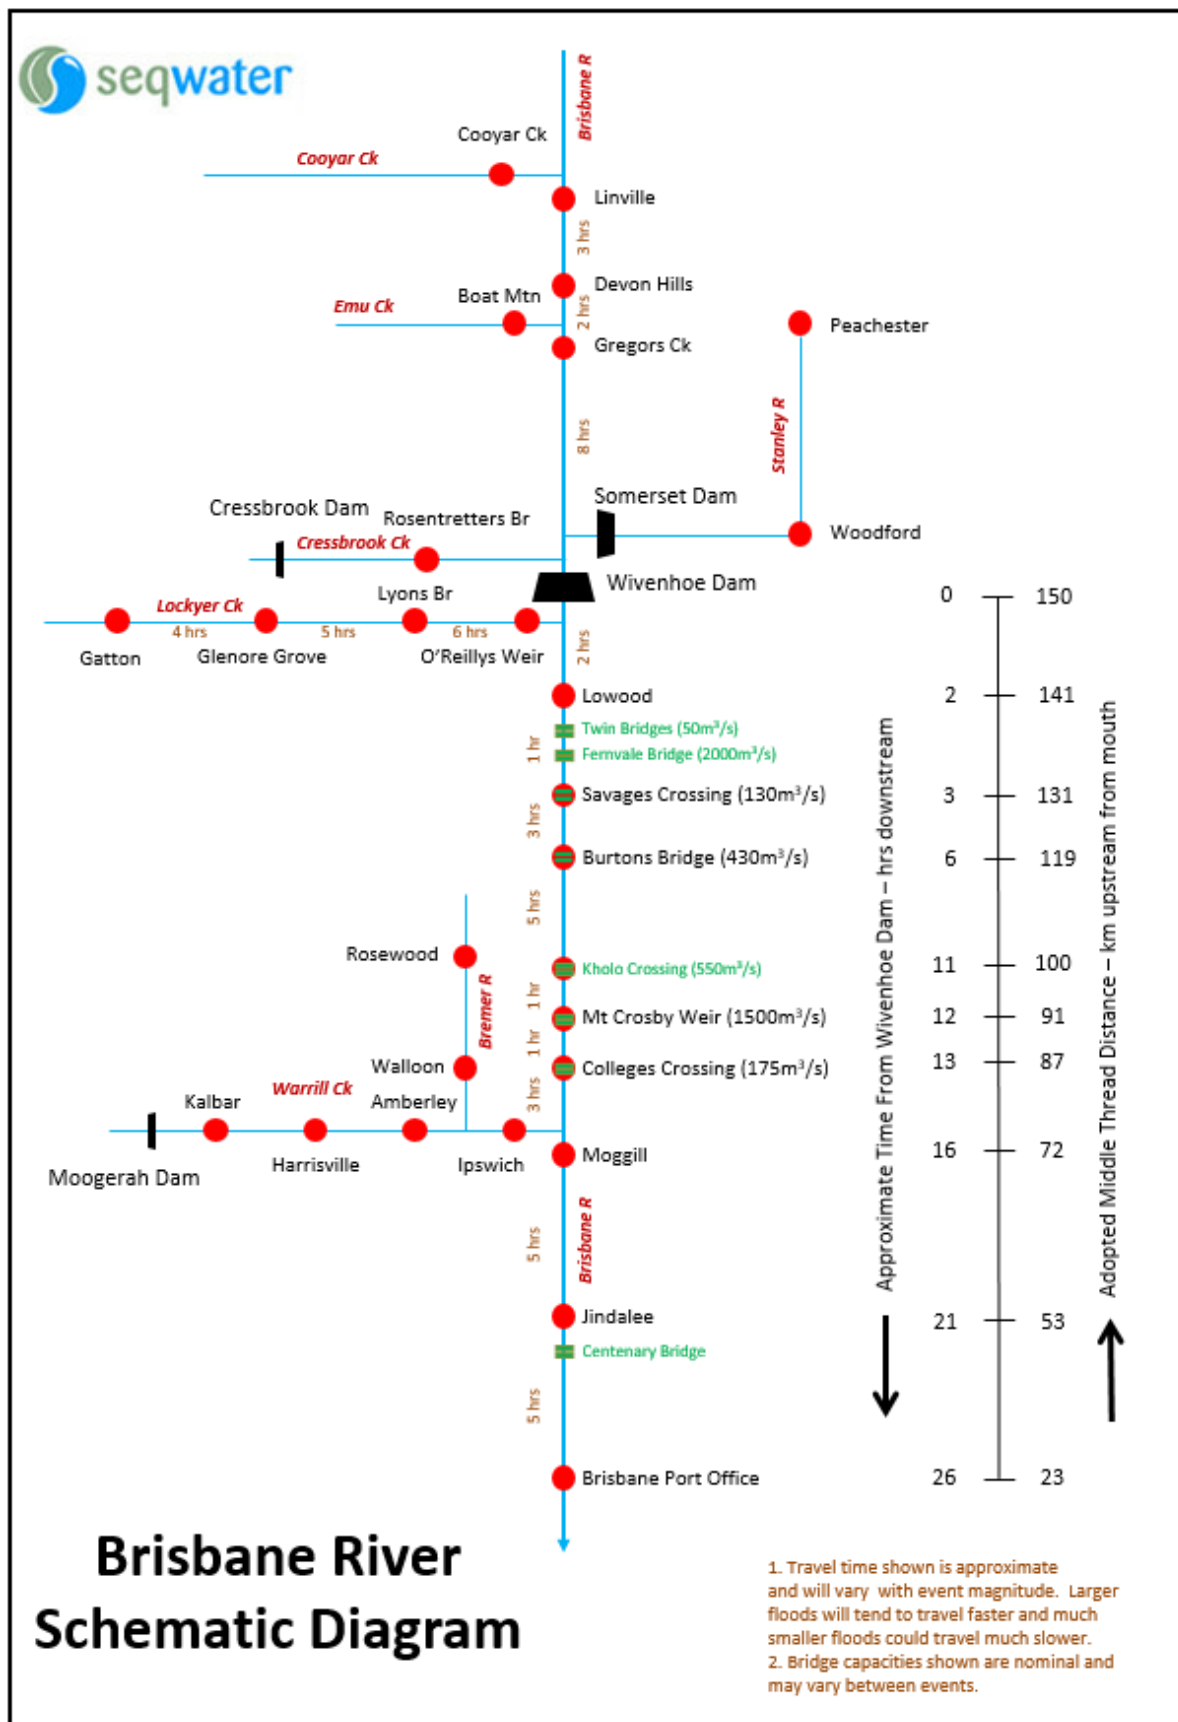 seqwater
Brisbane R
Cooyar Ck
Cooyar Ck
Linville
3 hrs
Devon Hills
Boat Mtn
Emu Ck
2 hrs
Gregors Ck
Peachester
Stanley R
8 hrs
Somerset Dam
Cressbrook Dam
Rosentretters Br
Cressbrook Ck
Woodford
Wivenhoe Dam
Lyons Br
Lockyer Ck
4 hrs
5 hrs
6 hrs
Gatton
Glenore Grove
O'Reillys Weir
2 hrs
0
150
Lowood
2
141
Twin Bridges (50m³/s)
1 hr
Fernvale Bridge (2000m³/s)
Savages Crossing (130m³/s)
3
131
3 hrs
Burtons Bridge (430m³/s)
6
119
5 hrs
Rosewood
Kholo Crossing (550m³/s)
11
100
Bremer R
1 hr
Mt Crosby Weir (1500m³/s)
12
91
1 hr
Walloon
Colleges Crossing (175m³/s)
13
87
Warrill Ck
3 hrs
Kalbar
Amberley
Harrisville
Ipswich
Moggill
16
72
Moogerah Dam
5 hrs
Brisbane R
Jindalee
21
53
Centenary Bridge
5 hrs
Brisbane Port Office
26
23
Approximate Time From Wivenhoe Dam – hrs downstream
Adopted Middle Thread Distance – km upstream from mouth
Brisbane River
Schematic Diagram
1. Travel time shown is approximate
and will vary with event magnitude. Larger
floods will tend to travel faster and much
smaller floods could travel much slower.
2. Bridge capacities shown are nominal and
may vary between events.